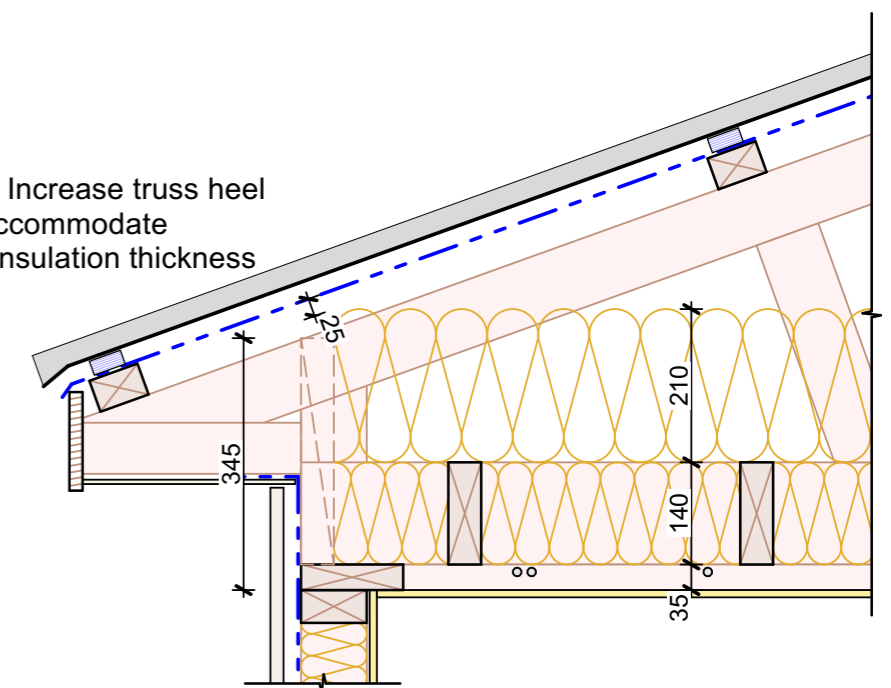 Increase truss heel
ccommodate
nsulation thickness
25
345
210
140
35